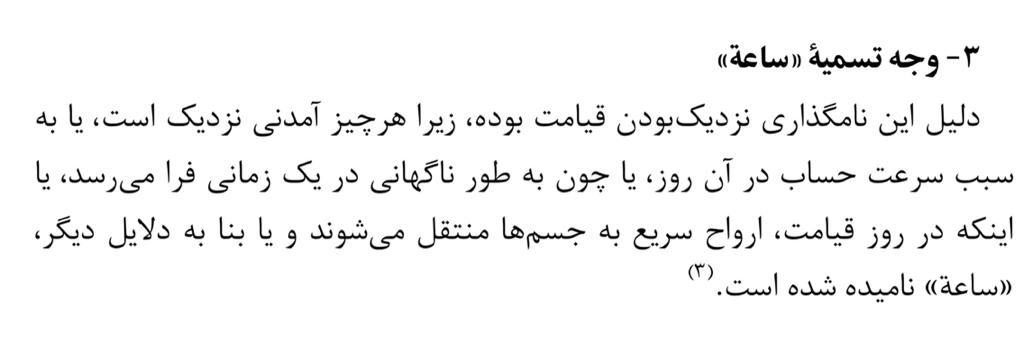 ۳- وجه تسمیهٔ «ساعة»
دلیل این نامگذاری نزدیک‌بودن قیامت بوده، زیرا هرچیز آمدنی نزدیک است، یا به
سبب سرعت حساب در آن روز، یا چون به طور ناگهانی در یک زمانی فرا می‌رسد، یا
اینکه در روز قیامت، ارواح سریع به جسم‌ها منتقل می‌شوند و یا بنا به دلایل دیگر،
«ساعة» نامیده شده است.(۳)